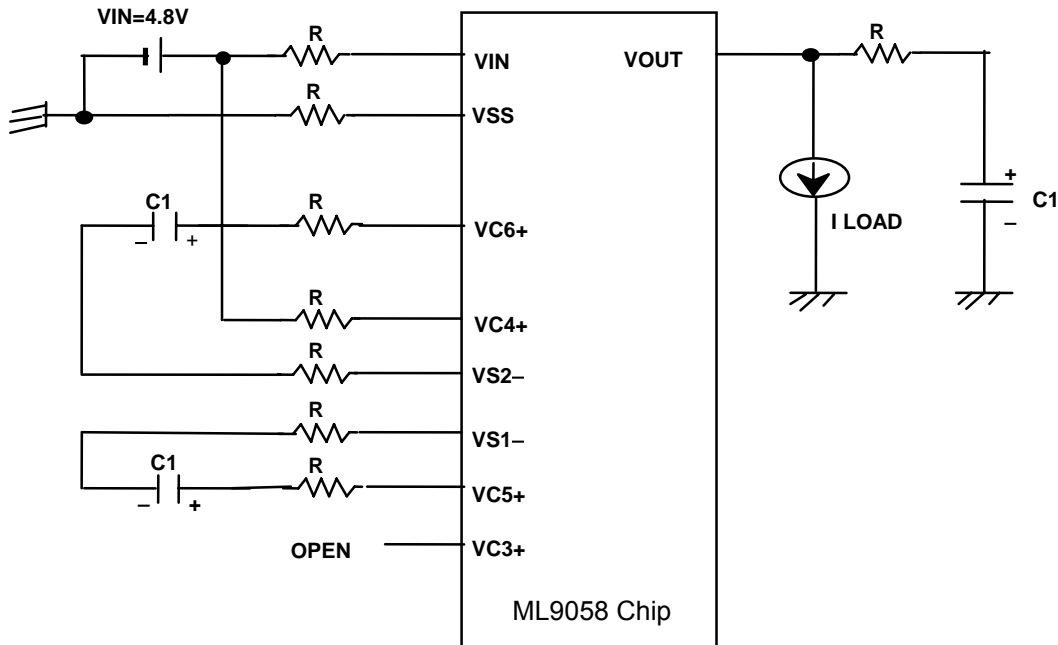 VIN=4.8V
R
R
VIN
VOUT
R
VSS
C1
R
VC6+
+
C1
–
+
–
I LOAD
R
VC4+
R
VS2–
R
VS1–
C1
R
VC5+
–
+
OPEN
VC3+
ML9058 Chip